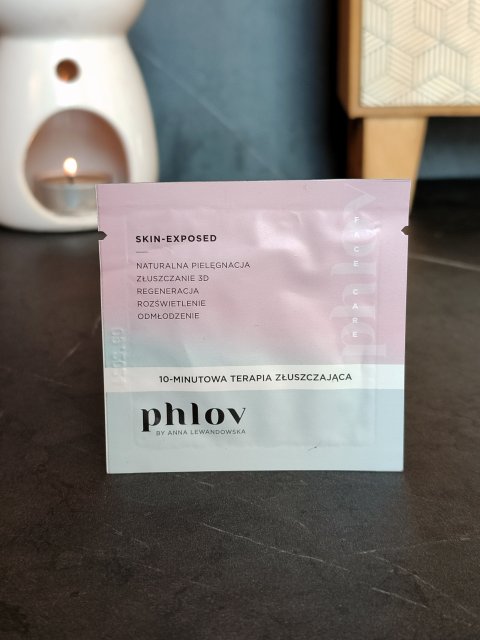 SKIN-EXPOSED
NATURALNA PIELĘGNACJA
ZŁUSZCZANIE 3D
REGENERACJA
ROZŚWIETLENIE
ODMŁODZENIE
phlov
FACE CARE
10-MINUTOWA TERAPIA ZŁUSZCZAJĄCA
phlov
BY ANNA LEWANDOWSKA